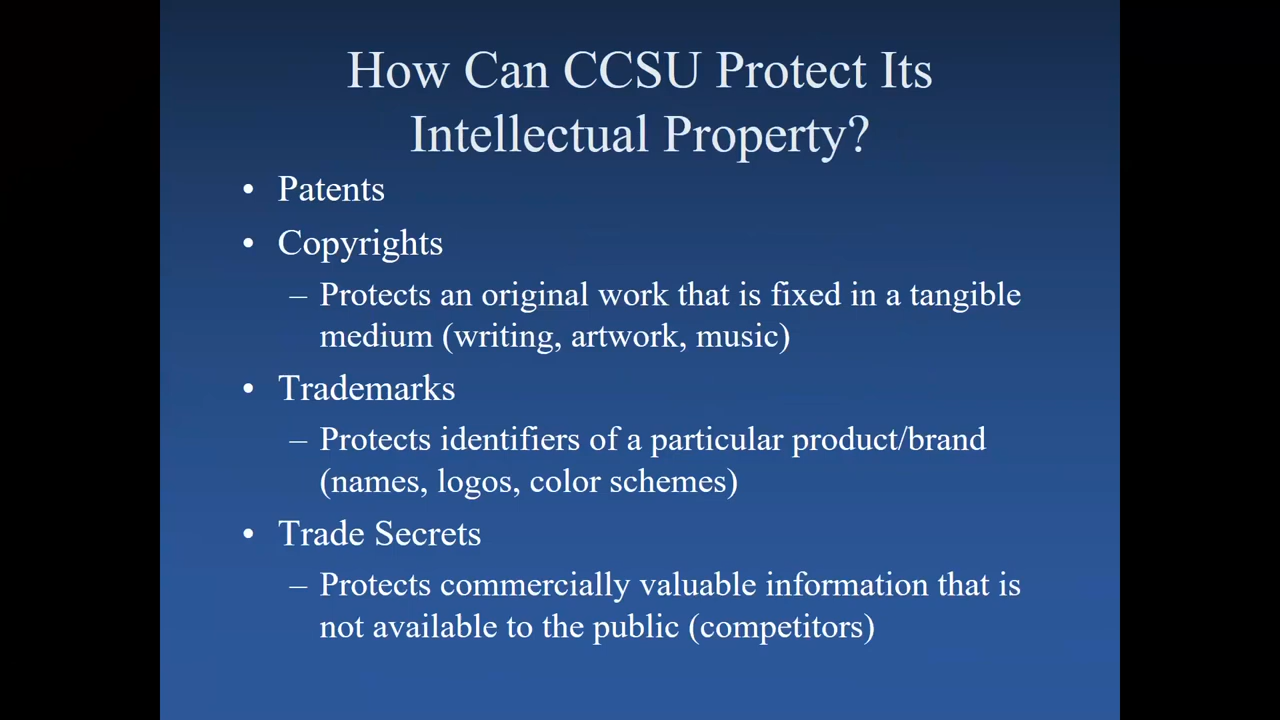 How Can CCSU Protect Its
Intellectual Property?
• Patents
• Copyrights
– Protects an original work that is fixed in a tangible
medium (writing, artwork, music)
• Trademarks
– Protects identifiers of a particular product/brand
(names, logos, color schemes)
• Trade Secrets
– Protects commercially valuable information that is
not available to the public (competitors)